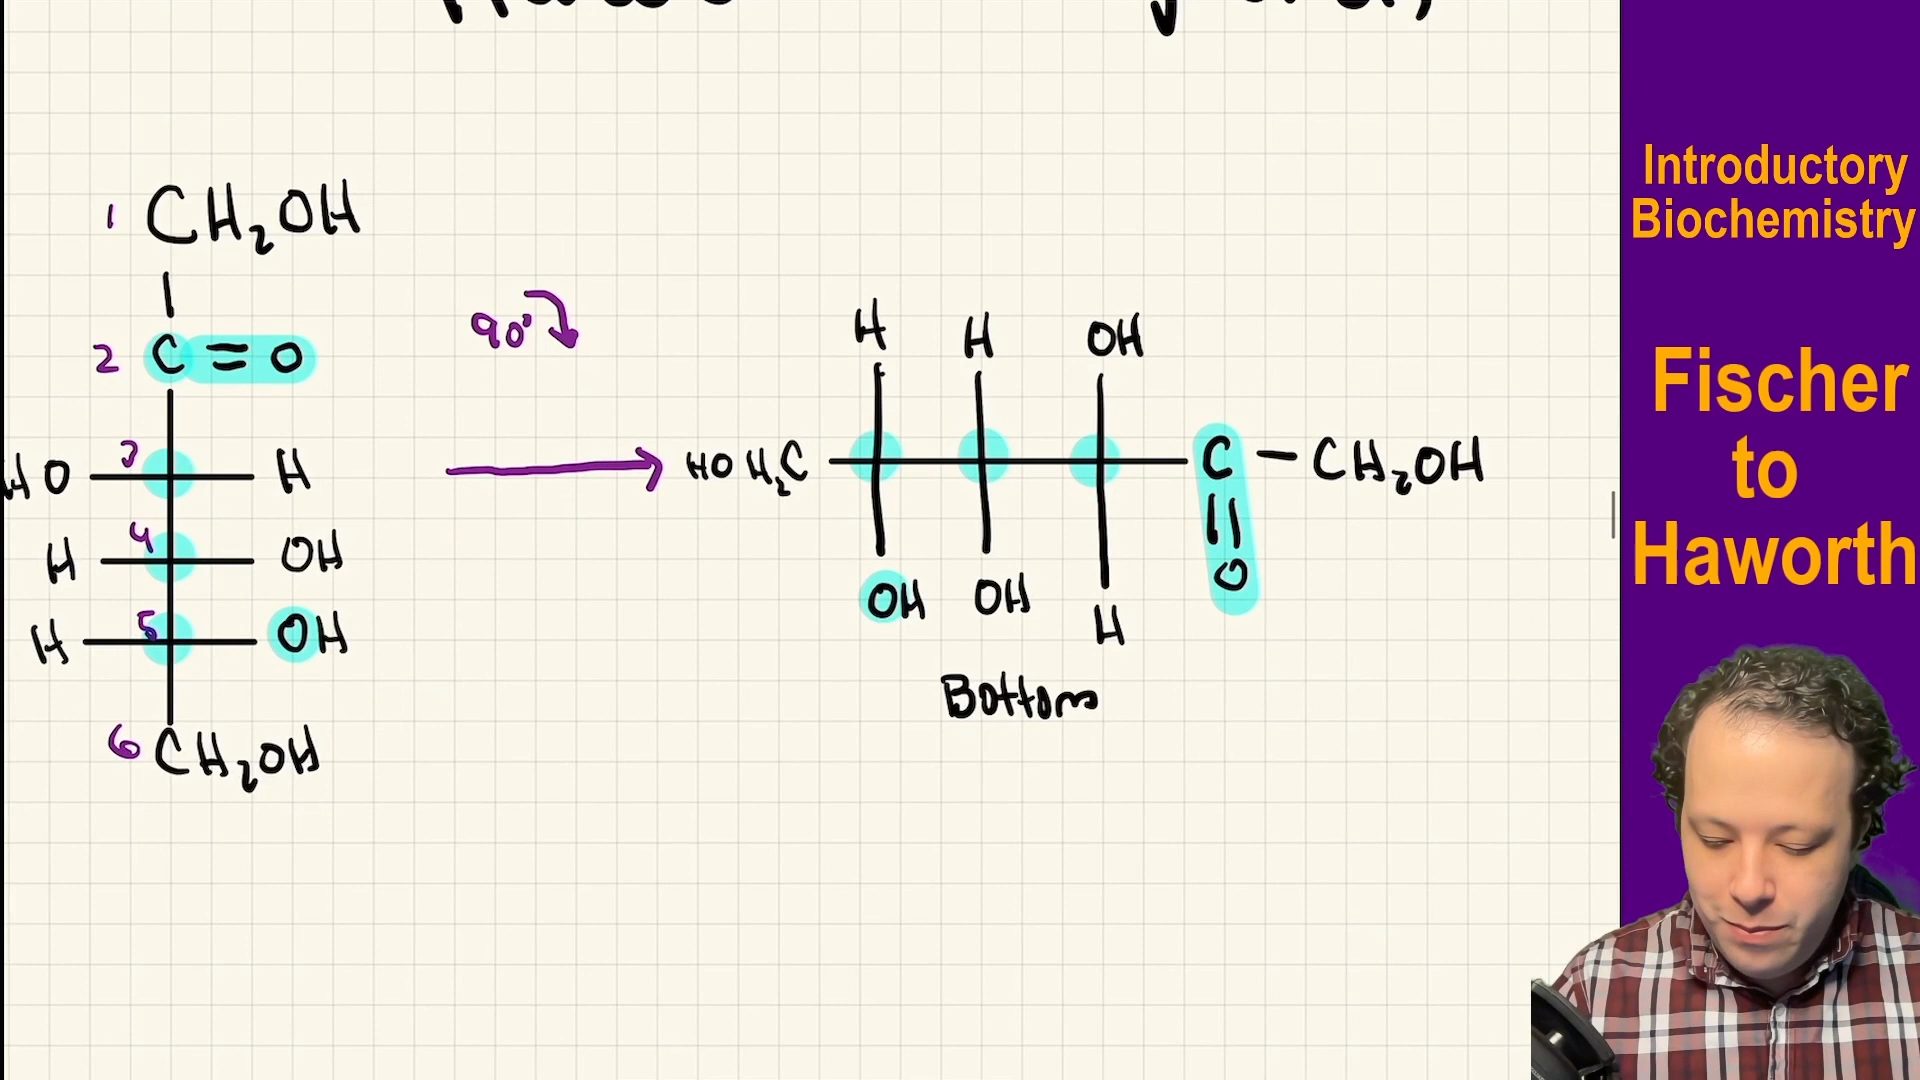 1 CH₂OH
2 C = O
3 HO H
4 H OH
5 H OH
6 CH₂OH
90°
H H OH
HOH₂C C - CH₂OH
O
OH OH H
Bottom
Introductory
Biochemistry
Fischer
to
Haworth